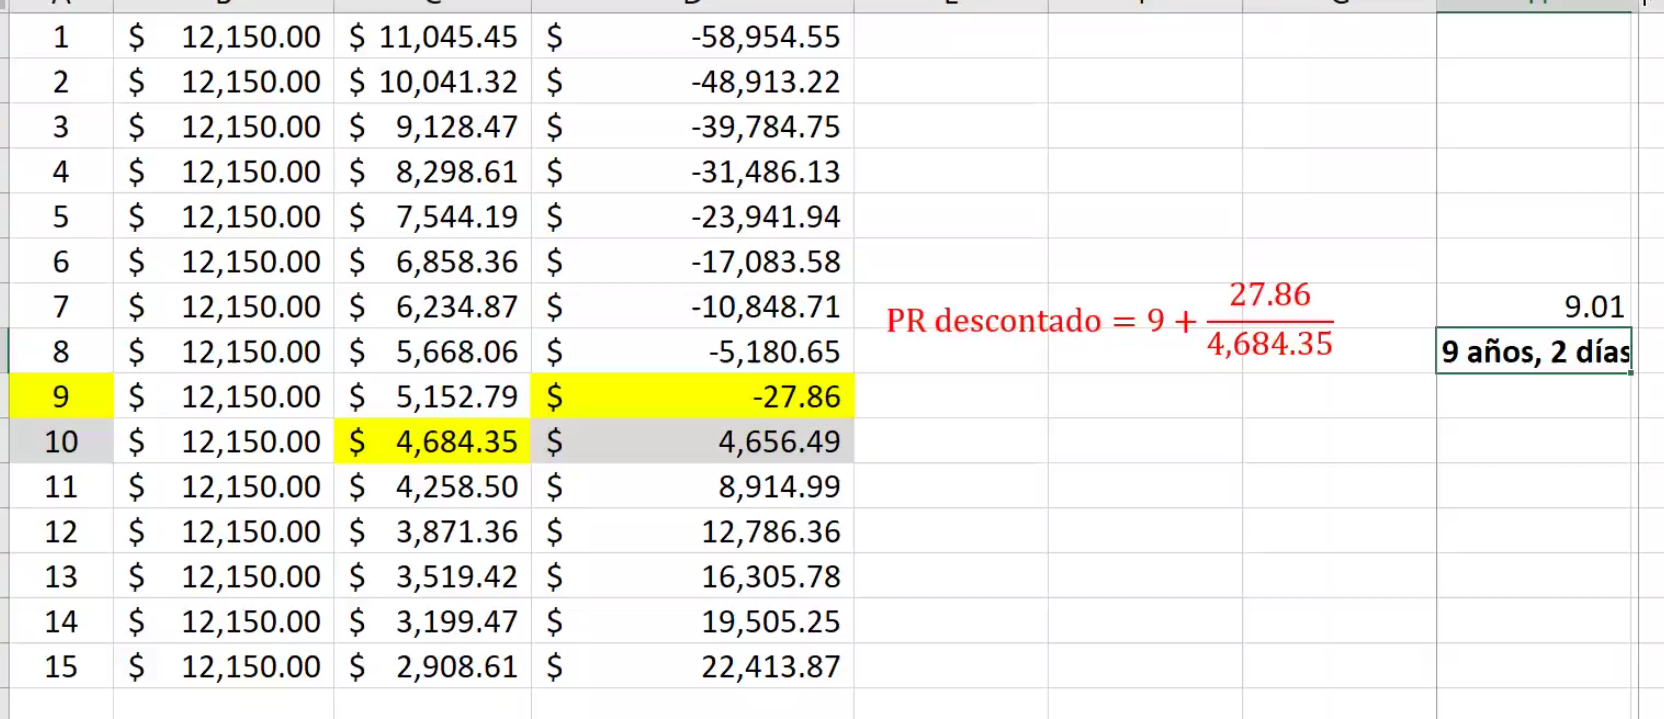 1 $ 12,150.00 $ 11,045.45 $ -58,954.55
2 $ 12,150.00 $ 10,041.32 $ -48,913.22
3 $ 12,150.00 $ 9,128.47 $ -39,784.75
4 $ 12,150.00 $ 8,298.61 $ -31,486.13
5 $ 12,150.00 $ 7,544.19 $ -23,941.94
6 $ 12,150.00 $ 6,858.36 $ -17,083.58
7 $ 12,150.00 $ 6,234.87 $ -10,848.71 9.01
PR descontado = 9 + 27.86 / 4,684.35
8 $ 12,150.00 $ 5,668.06 $ -5,180.65 9 años, 2 días
9 $ 12,150.00 $ 5,152.79 $ -27.86
10 $ 12,150.00 $ 4,684.35 $ 4,656.49
11 $ 12,150.00 $ 4,258.50 $ 8,914.99
12 $ 12,150.00 $ 3,871.36 $ 12,786.36
13 $ 12,150.00 $ 3,519.42 $ 16,305.78
14 $ 12,150.00 $ 3,199.47 $ 19,505.25
15 $ 12,150.00 $ 2,908.61 $ 22,413.87